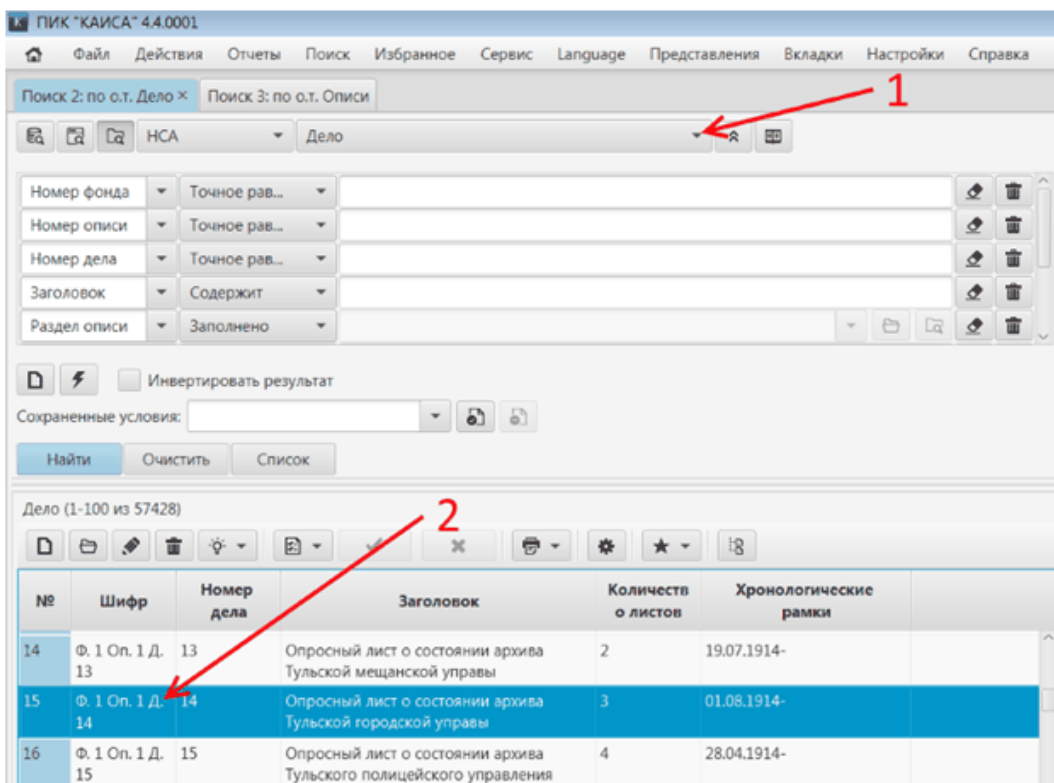 ПИК "КАИСА" 4.4.0001
Файл Действия Отчеты Поиск Избранное Сервис Language Представления Вкладки Настройки Справка
Поиск 2: по о.т. Дело × Поиск 3: по о.т. Описи
1
НСА Дело
Номер фонда Точное рав...
Номер описи Точное рав...
Номер дела Точное рав...
Заголовок Содержит
Раздел описи Заполнено
Инвертировать результат
Сохраненные условия:
Найти Очистить Список
Дело (1-100 из 57428)
2
№ Шифр Номер дела Заголовок Количеств о листов Хронологические рамки
14 Ф. 1 Оп. 1 Д. 13 Опросный лист о состоянии архива 2 19.07.1914-
13 Тульской мещанской управы
15 Ф. 1 Оп. 1 Д. 14 Опросный лист о состоянии архива 3 01.08.1914-
14 Тульской городской управы
16 Ф. 1 Оп. 1 Д. 15 Опросный лист о состоянии архива 4 28.04.1914-
15 Тульского полицейского управления